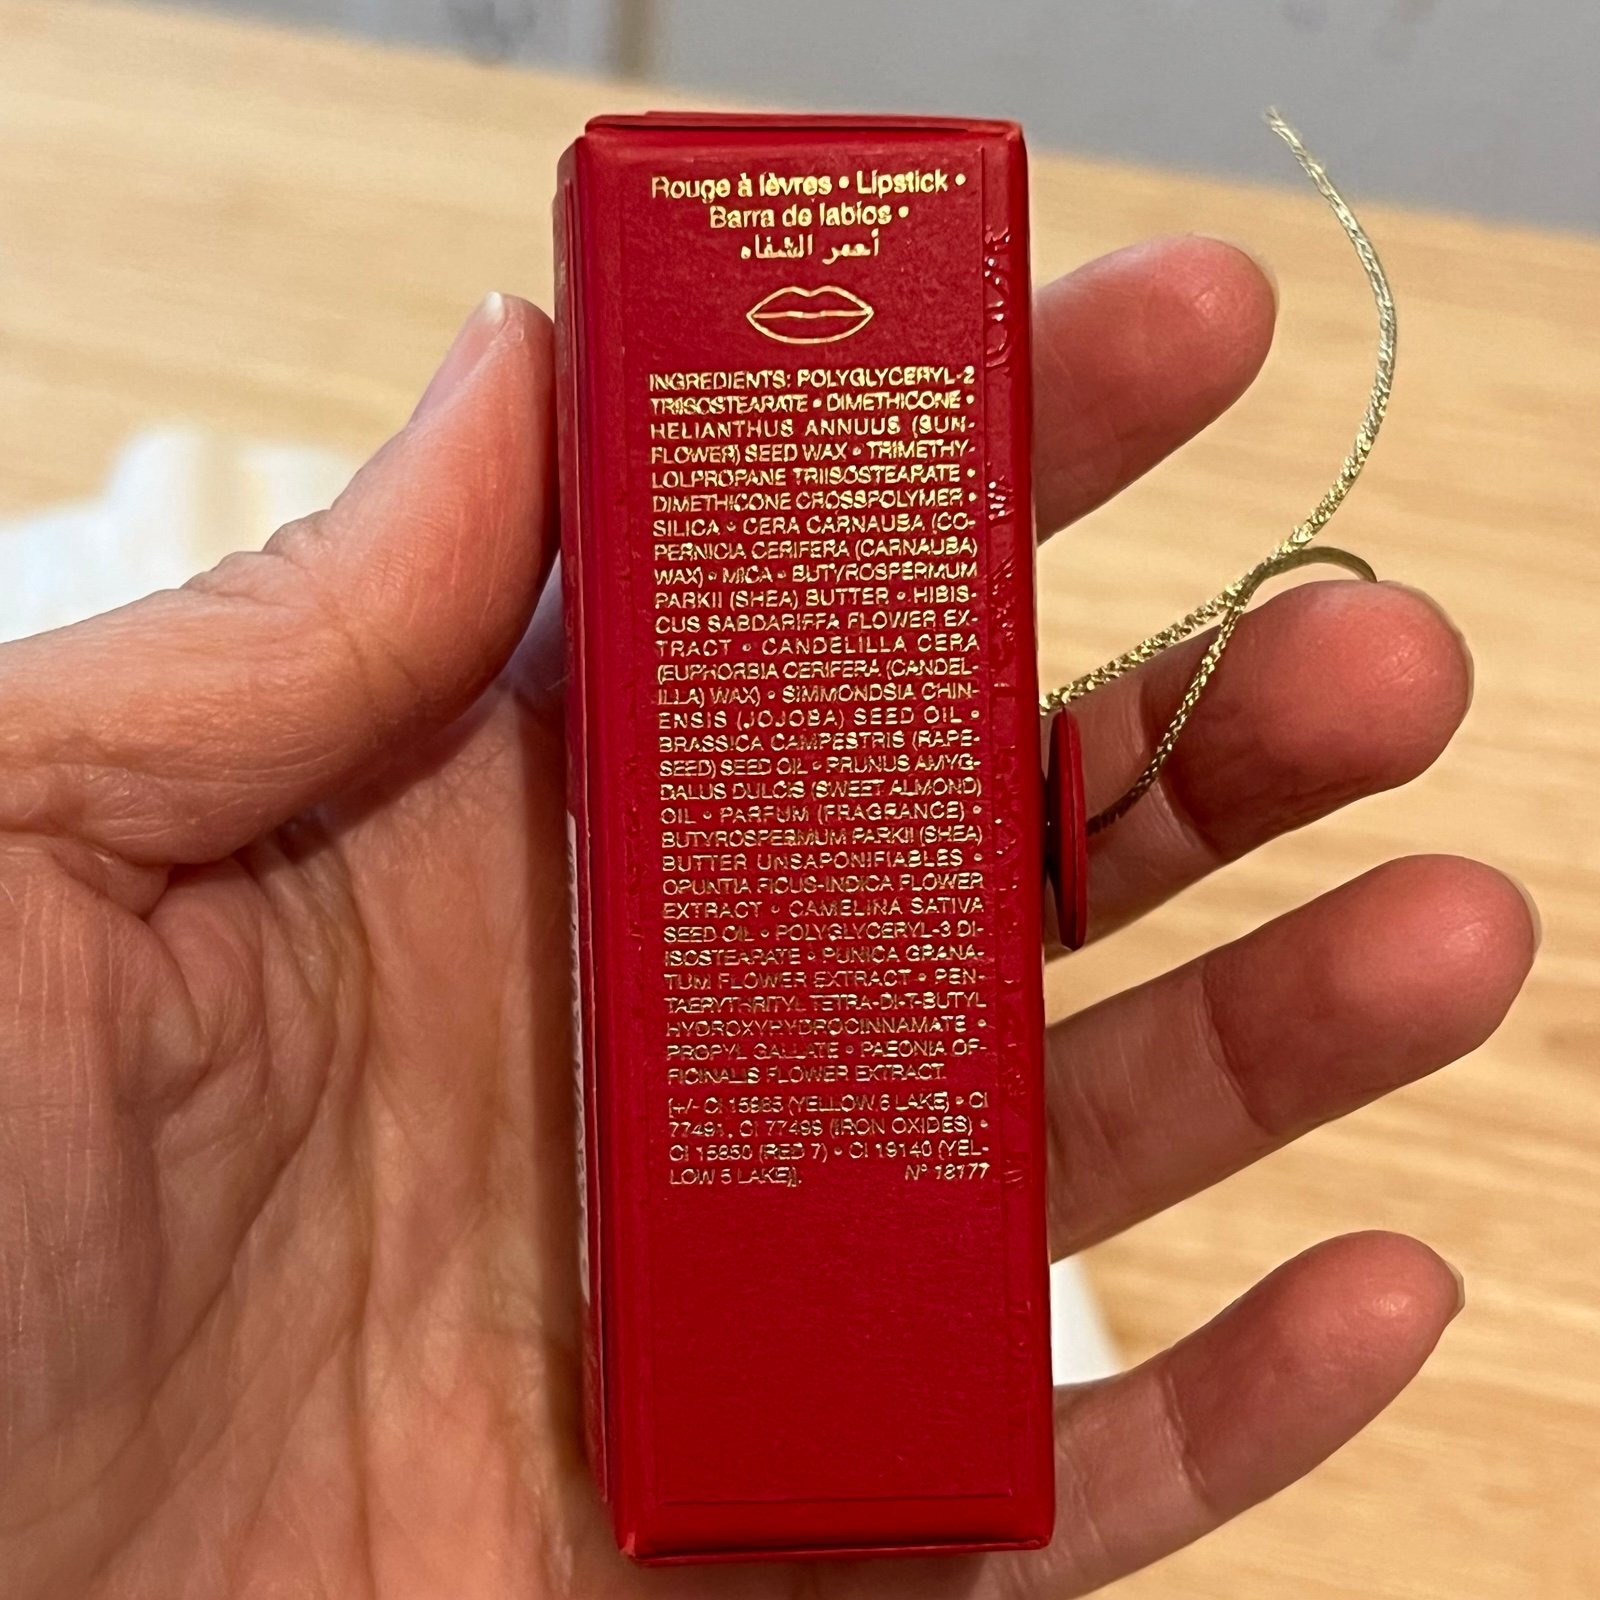 Rouge à lèvres • Lipstick •
Barra de labios •
أحمر الشفاه
INGREDIENTS: POLYGLYCERYL-2
TRIISOSTEARATE • DIMETHICONE •
HELIANTHUS ANNUUS (SUN-
FLOWER) SEED WAX • TRIMETHY-
LOLPROPANE TRIISOSTEARATE •
DIMETHICONE CROSSPOLYMER •
SILICA • CERA CARNAUBA (CO-
PERNICIA CERIFERA (CARNAUBA)
WAX) • MICA • BUTYROSPERMUM
PARKII (SHEA) BUTTER • HIBIS-
CUS SABDARIFFA FLOWER EX-
TRACT • CANDELILLA CERA
(EUPHORBIA CERIFERA (CANDEL-
ILLA) WAX) • SIMMONDSIA CHIN-
ENSIS (JOJOBA) SEED OIL •
BRASSICA CAMPESTRIS (RAPE-
SEED) SEED OIL • PRUNUS AMYG-
DALUS DULCIS (SWEET ALMOND)
OIL • PARFUM (FRAGRANCE) •
BUTYROSPERMUM PARKII (SHEA)
BUTTER UNSAPONIFIABLES •
OPUNTIA FICUS-INDICA FLOWER
EXTRACT • CAMELINA SATIVA
SEED OIL • POLYGLYCERYL-3 DI-
ISOSTEARATE • PUNICA GRANA-
TUM FLOWER EXTRACT • PEN-
TAERYTHRITYL TETRA-DI-T-BUTYL
HYDROXYHYDROCINNAMATE •
PROPYL GALLATE • PAEONIA OF-
FICINALIS FLOWER EXTRACT.
[+/- CI 15985 (YELLOW 6 LAKE) • CI
77491, CI 77499 (IRON OXIDES) •
CI 15850 (RED 7) • CI 19140 (YEL-
LOW 5 LAKE)]. N° 18177